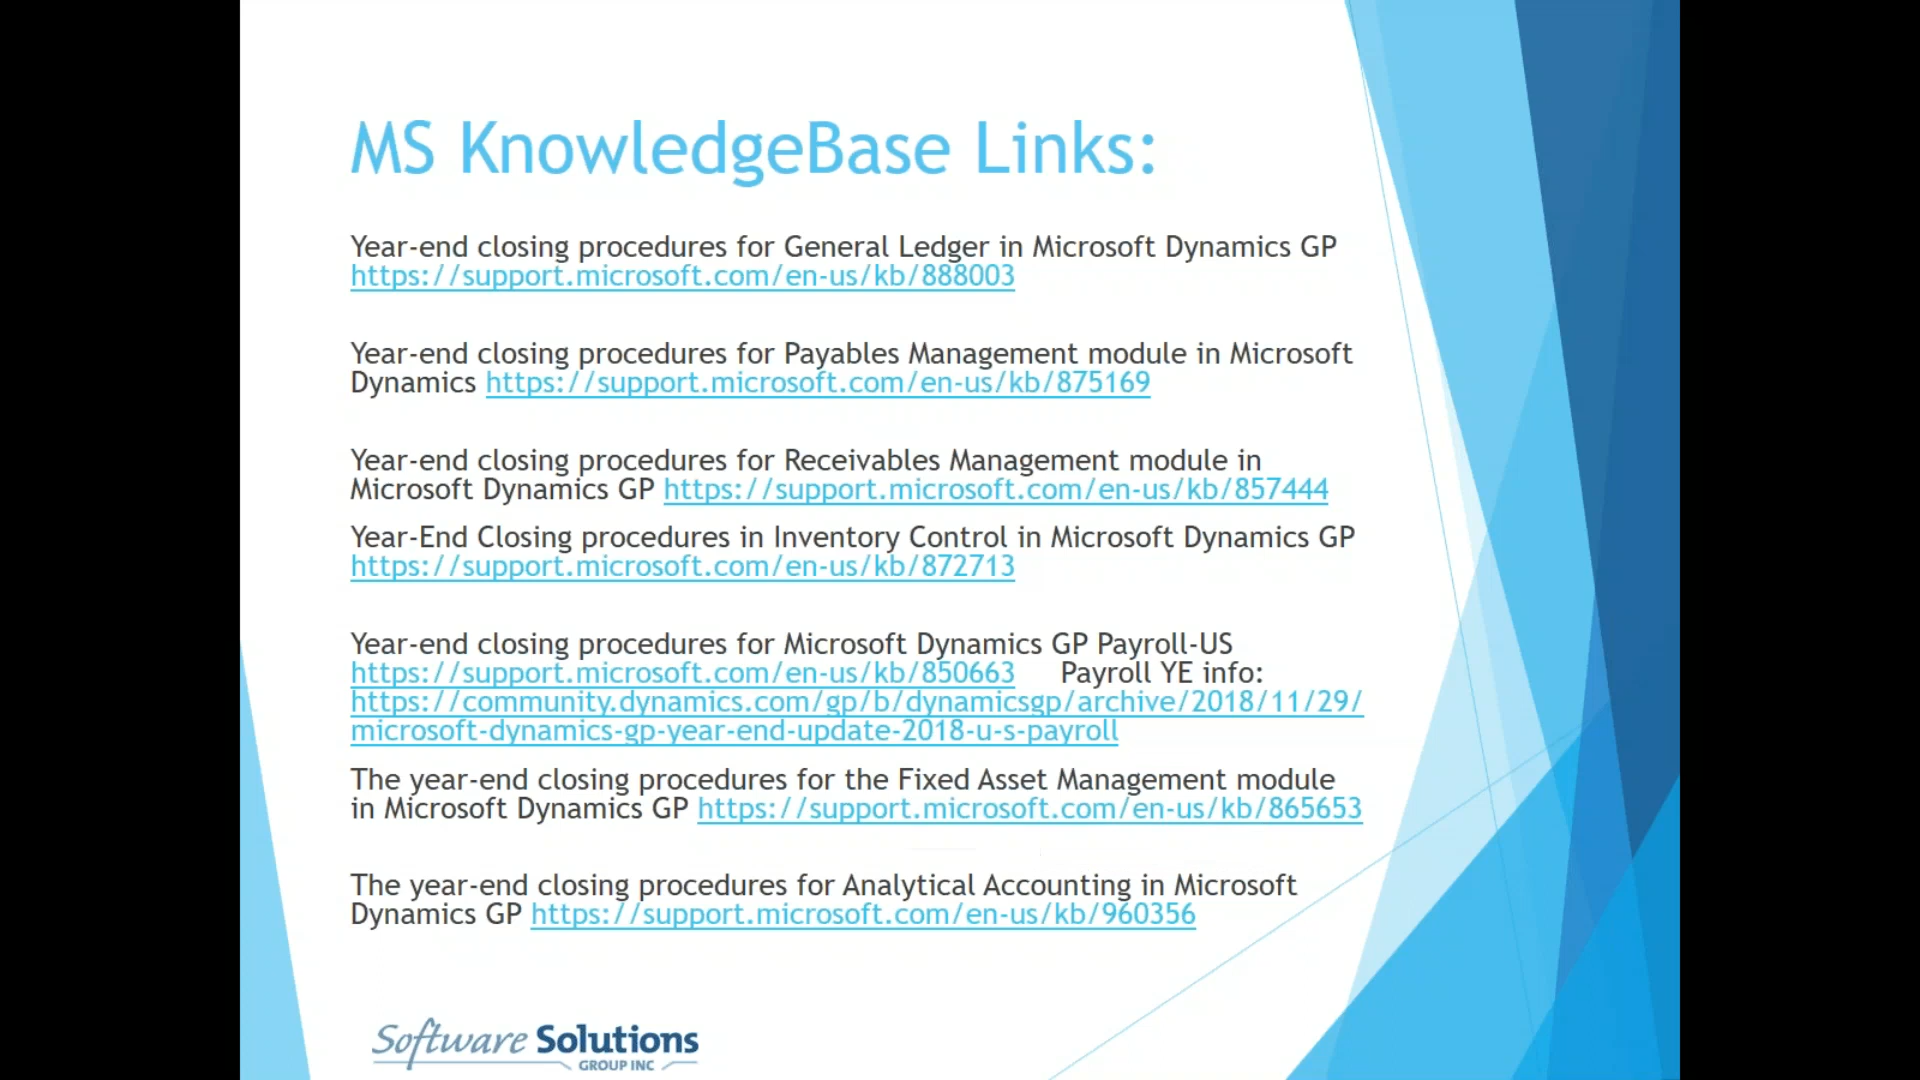 MS KnowledgeBase Links:
Year-end closing procedures for General Ledger in Microsoft Dynamics GP
https://support.microsoft.com/en-us/kb/888003
Year-end closing procedures for Payables Management module in Microsoft
Dynamics https://support.microsoft.com/en-us/kb/875169
Year-end closing procedures for Receivables Management module in
Microsoft Dynamics GP https://support.microsoft.com/en-us/kb/857444
Year-End Closing procedures in Inventory Control in Microsoft Dynamics GP
https://support.microsoft.com/en-us/kb/872713
Year-end closing procedures for Microsoft Dynamics GP Payroll-US
https://support.microsoft.com/en-us/kb/850663 Payroll YE info:
https://community.dynamics.com/gp/b/dynamicsgp/archive/2018/11/29/
microsoft-dynamics-gp-year-end-update-2018-u-s-payroll
The year-end closing procedures for the Fixed Asset Management module
in Microsoft Dynamics GP https://support.microsoft.com/en-us/kb/865653
The year-end closing procedures for Analytical Accounting in Microsoft
Dynamics GP https://support.microsoft.com/en-us/kb/960356
Software Solutions
GROUP INC